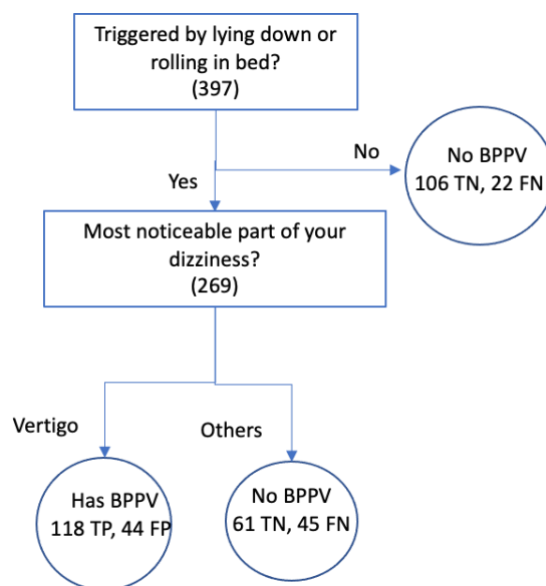 Triggered by lying down or
rolling in bed?
(397)
No
No BPPV
106 TN, 22 FN
Yes
Most noticeable part of your
dizziness?
(269)
Vertigo
Others
Has BPPV
118 TP, 44 FP
No BPPV
61 TN, 45 FN